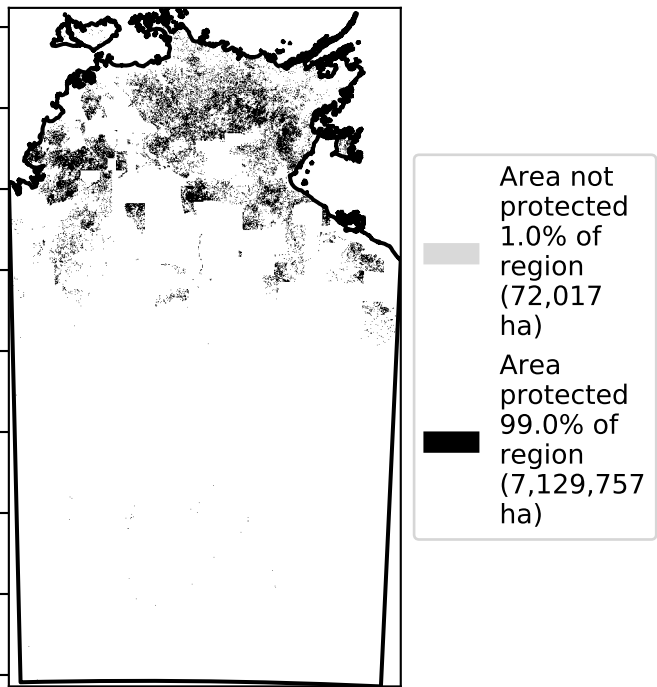 Area not
protected
1.0% of
region
(72,017
ha)
Area
protected
99.0% of
region
(7,129,757
ha)